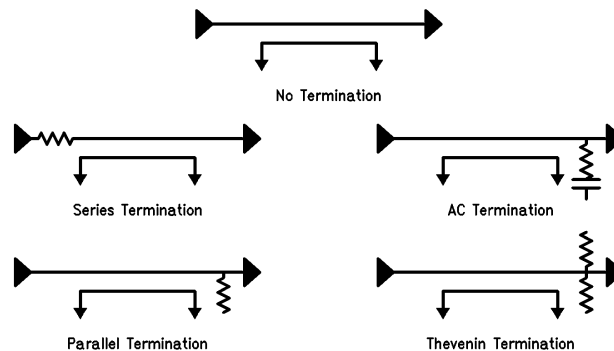 No Termination
Series Termination
AC Termination
Parallel Termination
Thevenin Termination